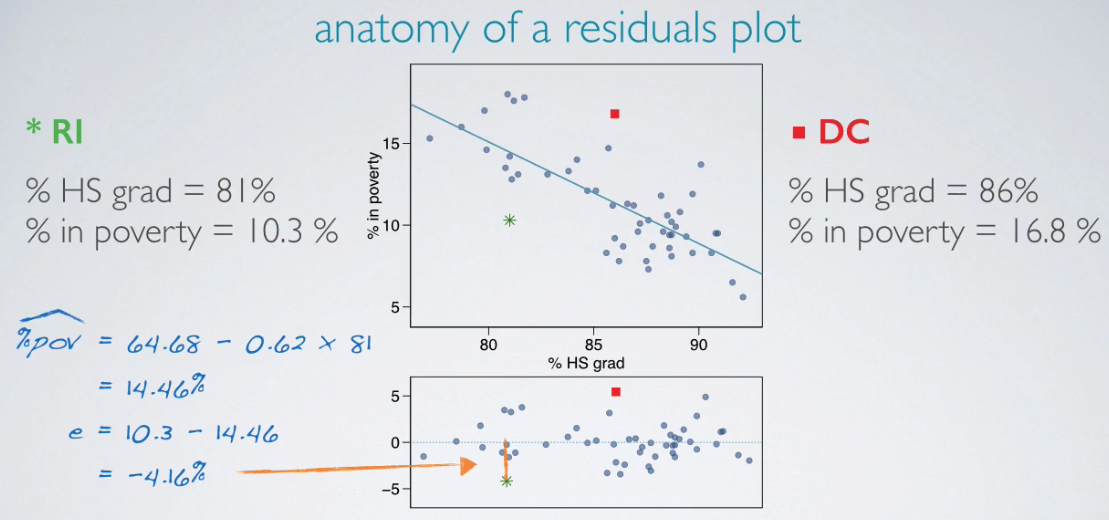 anatomy of a residuals plot
* RI
% HS grad = 81%
% in poverty = 10.3 %
%pov = 64.68 - 0.62 × 81
= 14.46%
e = 10.3 - 14.46
= -4.16%
% in poverty
15
10
5
80 85 90
% HS grad
5
0
−5
■ DC
% HS grad = 86%
% in poverty = 16.8 %